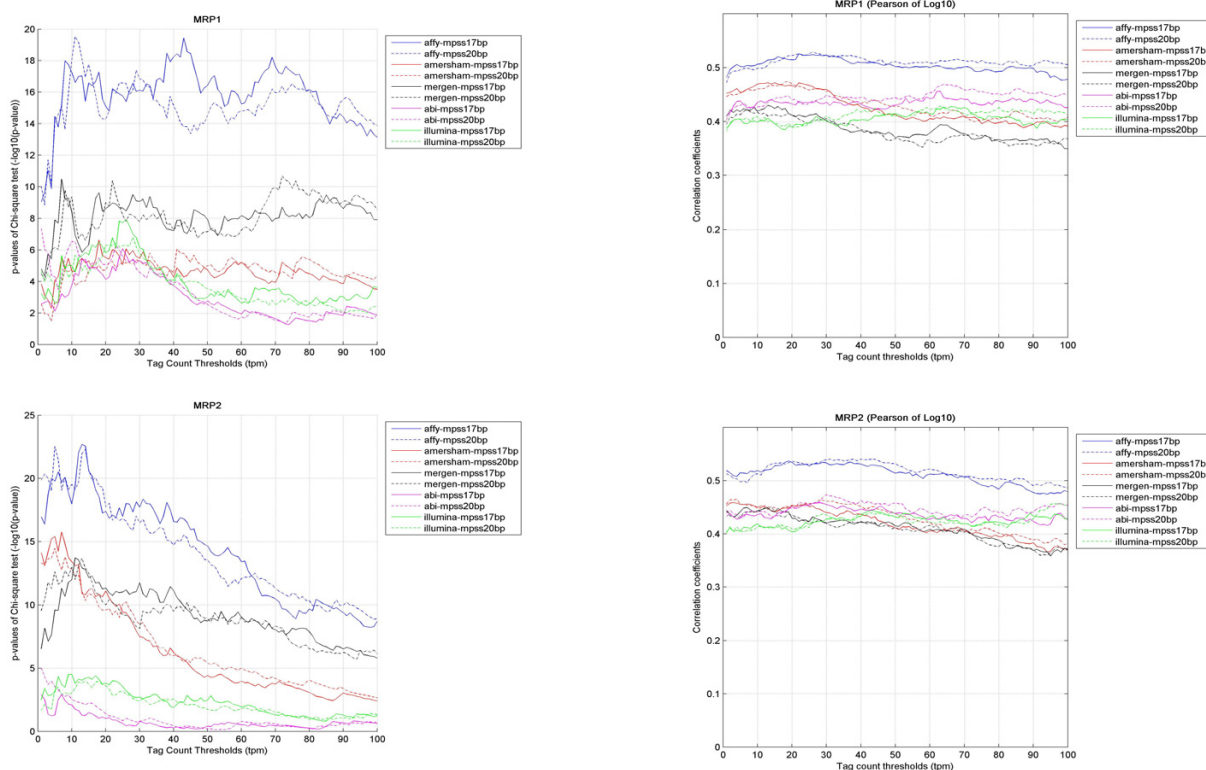 MRP1
20
18
16
14
12
10
8
6
4
2
0
p-values of Chi-square test (-log10(p-value))
0 10 20 30 40 50 60 70 80 90 100
Tag Count Thresholds (tpm)
affy-mpss17bp
affy-mpss20bp
amersham-mpss17bp
amersham-mpss20bp
mergen-mpss17bp
mergen-mpss20bp
abi-mpss17bp
abi-mpss20bp
illumina-mpss17bp
illumina-mpss20bp
MRP1 (Pearson of Log10)
0.5
0.4
0.3
0.2
0.1
0
Correlation coefficients
0 10 20 30 40 50 60 70 80 90 100
Tag count thresholds (tpm)
affy-mpss17bp
affy-mpss20bp
amersham-mpss17b
amersham-mpss20b
mergen-mpss17bp
mergen-mpss20bp
abi-mpss17bp
abi-mpss20bp
illumina-mpss17bp
illumina-mpss20bp
MRP2
25
20
15
10
5
0
p-values of Chi-square test (-log10(p-value))
0 10 20 30 40 50 60 70 80 90 100
Tag Count Thresholds (tpm)
affy-mpss17bp
affy-mpss20bp
amersham-mpss17bp
amersham-mpss20bp
mergen-mpss17bp
mergen-mpss20bp
abi-mpss17bp
abi-mpss20bp
illumina-mpss17bp
illumina-mpss20bp
MRP2 (Pearson of Log10)
0.5
0.4
0.3
0.2
0.1
0
Correlation coefficients
0 10 20 30 40 50 60 70 80 90 100
Tag count thresholds (tpm)
affy-mpss17bp
affy-mpss20bp
amersham-mpss17b
amersham-mpss20b
mergen-mpss17bp
mergen-mpss20bp
abi-mpss17bp
abi-mpss20bp
illumina-mpss17bp
illumina-mpss20bp